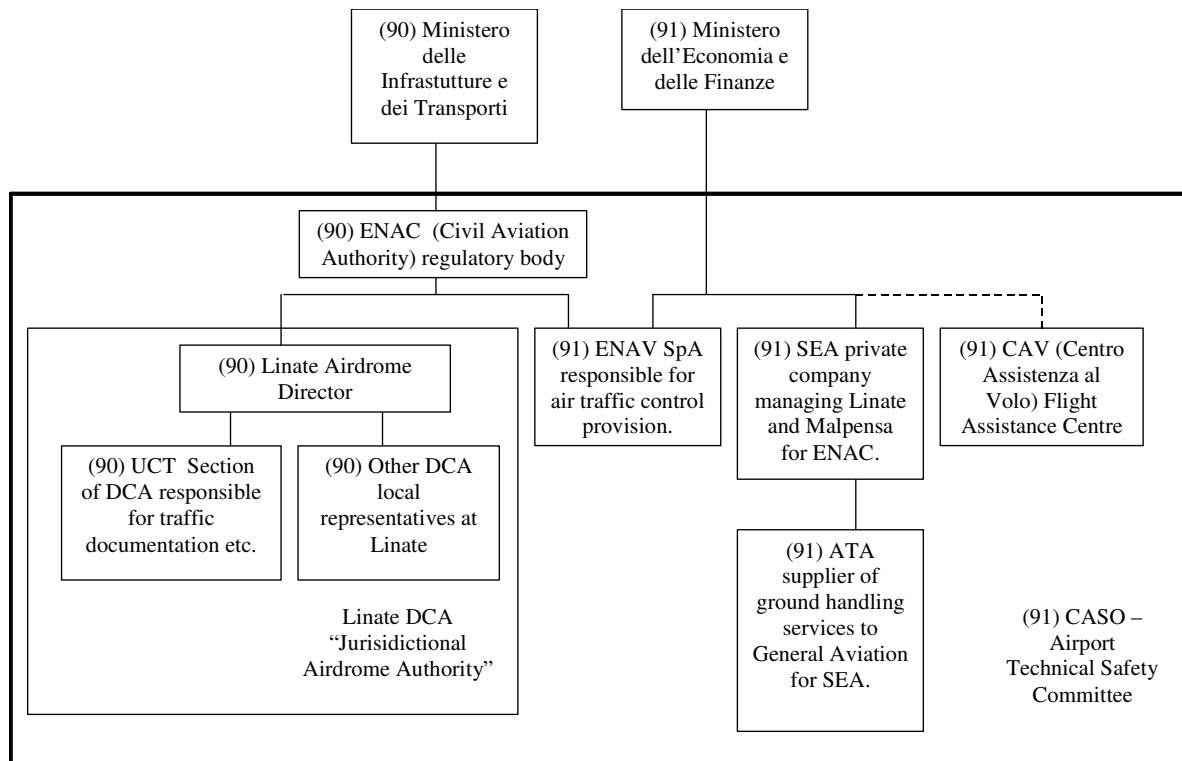 (90) Ministero
delle
Infrastutture e
dei Transporti
(91) Ministero
dell'Economia e
delle Finanze
(90) ENAC (Civil Aviation
Authority) regulatory body
(90) Linate Airdrome
Director
(91) ENAV SpA
responsible for
air traffic control
provision.
(91) SEA private
company
managing Linate
and Malpensa
for ENAC.
(91) CAV (Centro
Assistenza al
Volo) Flight
Assistance Centre
(90) UCT Section
of DCA responsible
for traffic
documentation etc.
(90) Other DCA
local
representatives at
Linate
(91) ATA
supplier of
ground handling
services to
General Aviation
for SEA.
Linate DCA
“Jurisidictional
Airdrome Authority”
(91) CASO –
Airport
Technical Safety
Committee